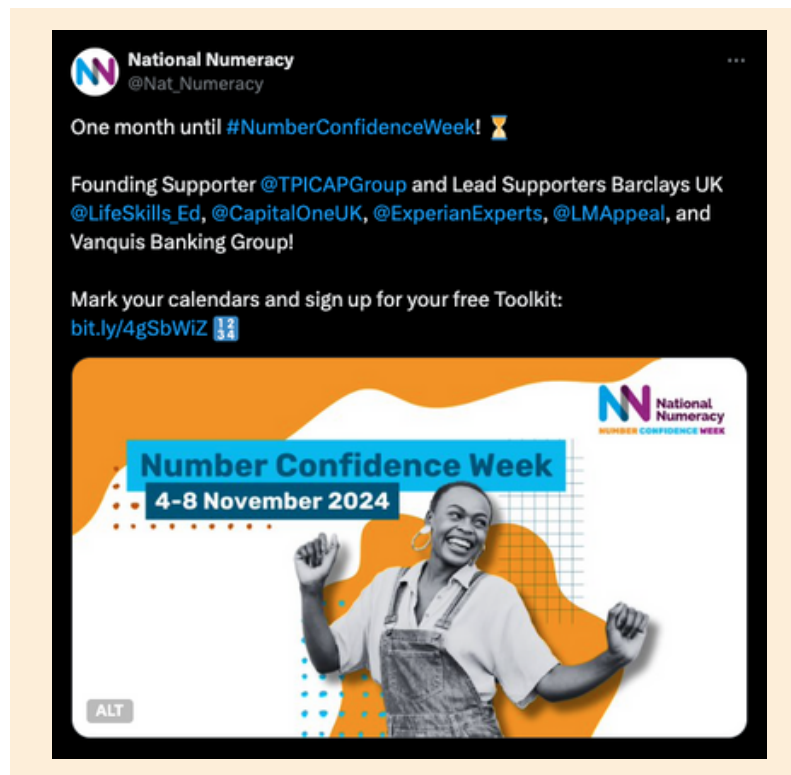 National Numeracy
@Nat_Numeracy
One month until #NumberConfidenceWeek! ⏳
Founding Supporter @TPICAPGroup and Lead Supporters Barclays UK
@LifeSkills_Ed, @CapitalOneUK, @ExperianExperts, @LMAppeal, and
Vanquis Banking Group!
Mark your calendars and sign up for your free Toolkit:
bit.ly/4gSbWiZ 🔢
NN National
Numeracy
NUMBER CONFIDENCE WEEK
Number Confidence Week
4-8 November 2024
ALT